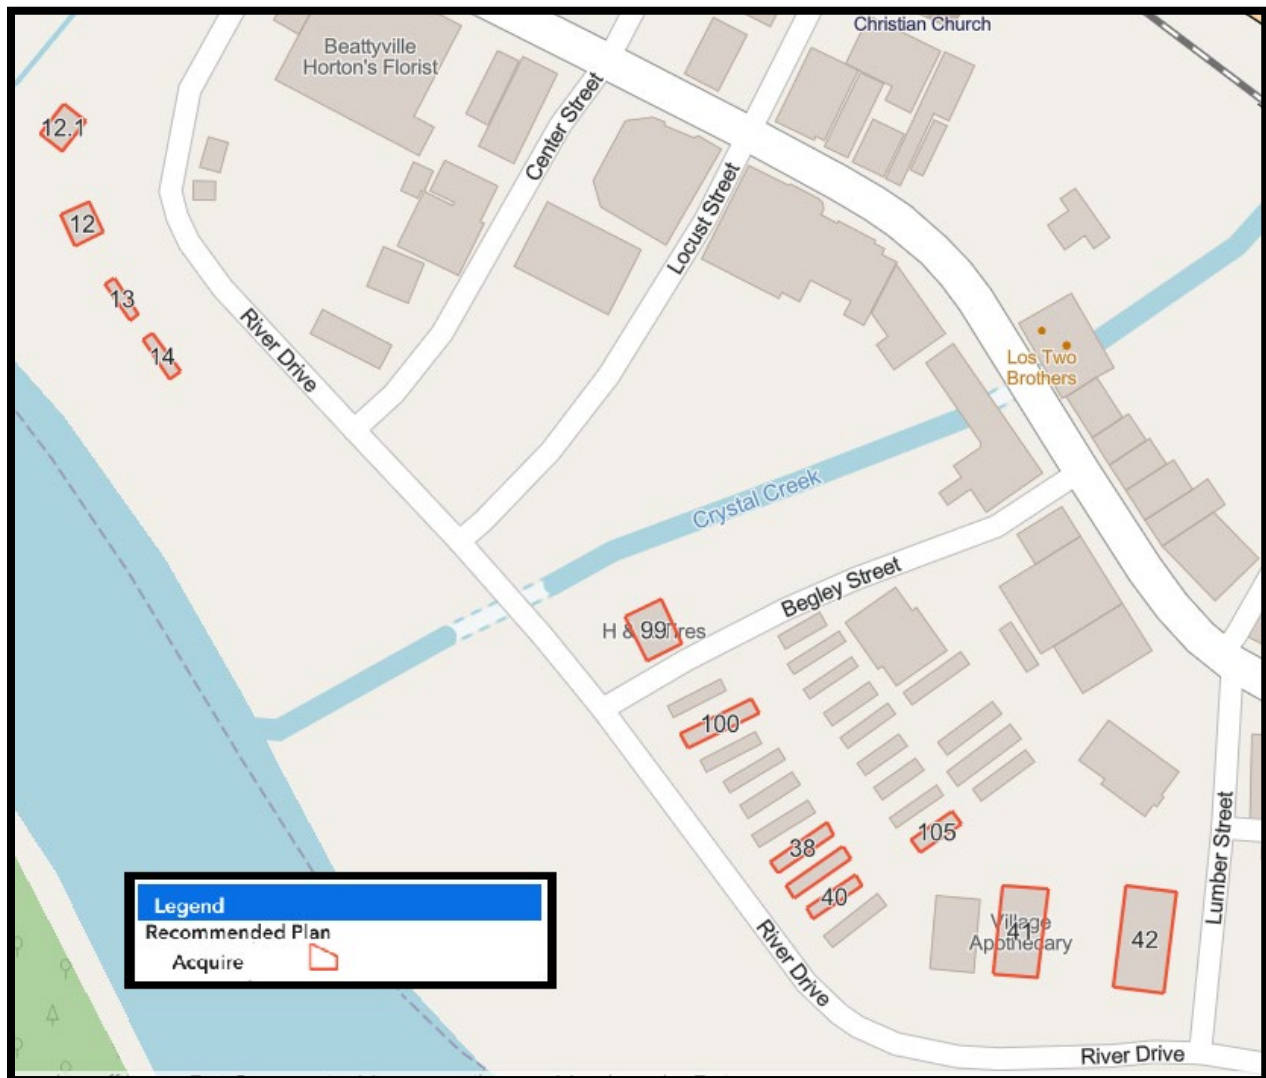 Christian Church
Beattyville
Horton's Florist
12.1
Center Street
Locust Street
12
13
River Drive
14
Los Two
Brothers
Crystal Creek
Begley Street
H &
99
Tires
100
105
38
40
Lumber Street
Village
Apothecary
41
42
River Drive
River Drive
Legend
Recommended Plan
Acquire